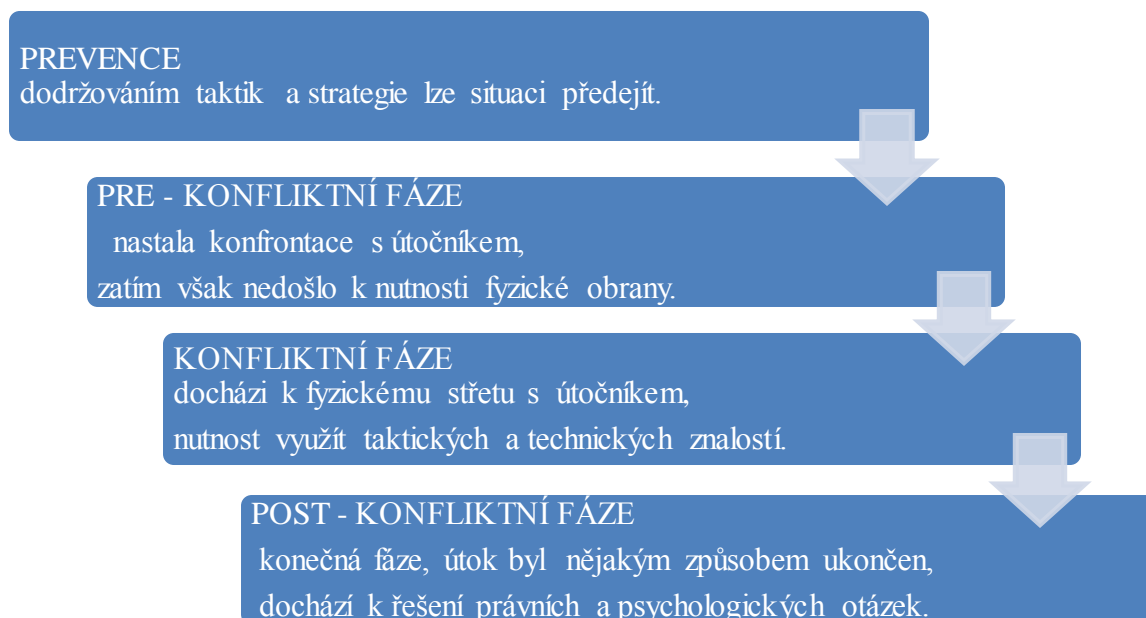 PREVENCE
dodržováním taktik a strategie lze situaci předejít.
PRE - KONFLIKTNÍ FÁZE
nastala konfrontace s útočníkem,
zatím však nedošlo k nutnosti fyzické obrany.
KONFLIKTNÍ FÁZE
docházi k fyzickému střetu s útočníkem,
nutnost využít taktických a technických znalostí.
POST - KONFLIKTNÍ FÁZE
konečná fáze, útok byl nějakým způsobem ukončen,
dochází k řešení právních a psychologických otázek.